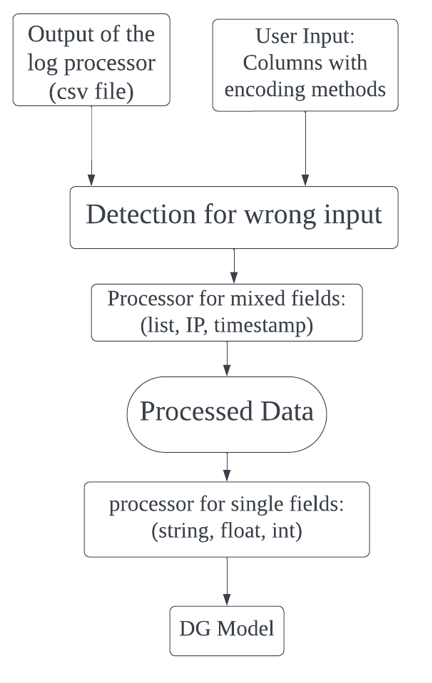 Output of the
log processor
(csv file)
User Input:
Columns with
encoding methods
Detection for wrong input
Processor for mixed fields:
(list, IP, timestamp)
Processed Data
processor for single fields:
(string, float, int)
DG Model